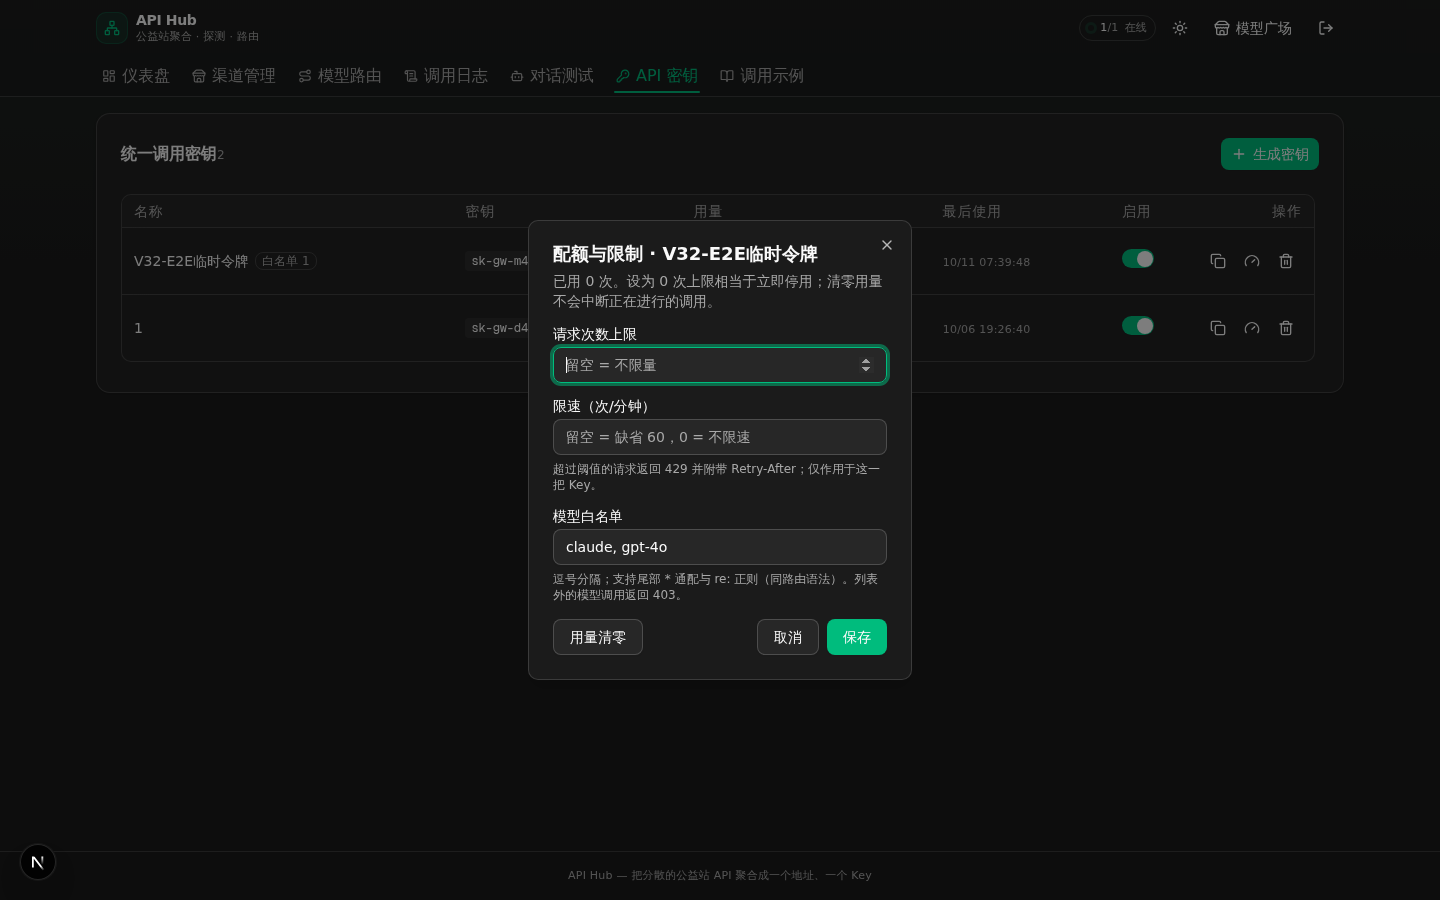 API Hub
公益站聚合 · 探测 · 路由
1/1 在线
模型广场
仪表盘
渠道管理
模型路由
调用日志
对话测试
API 密钥
调用示例
统一调用密钥2
生成密钥
名称
密钥
用量
最后使用
启用
操作
V32-E2E临时令牌
白名单 1
sk-gw-m4
10/11 07:39:48
1
sk-gw-d4
10/06 19:26:40
配额与限制 · V32-E2E临时令牌
已用 0 次。设为 0 次上限相当于立即停用；清零用量
不会中断正在进行的调用。
请求次数上限
留空 = 不限量
限速（次/分钟）
留空 = 缺省 60，0 = 不限速
超过阈值的请求返回 429 并附带 Retry-After；仅作用于这一
把 Key。
模型白名单
claude, gpt-4o
逗号分隔；支持尾部 * 通配与 re: 正则（同路由语法）。列表
外的模型调用返回 403。
用量清零
取消
保存
N
API Hub — 把分散的公益站 API 聚合成一个地址、一个 Key